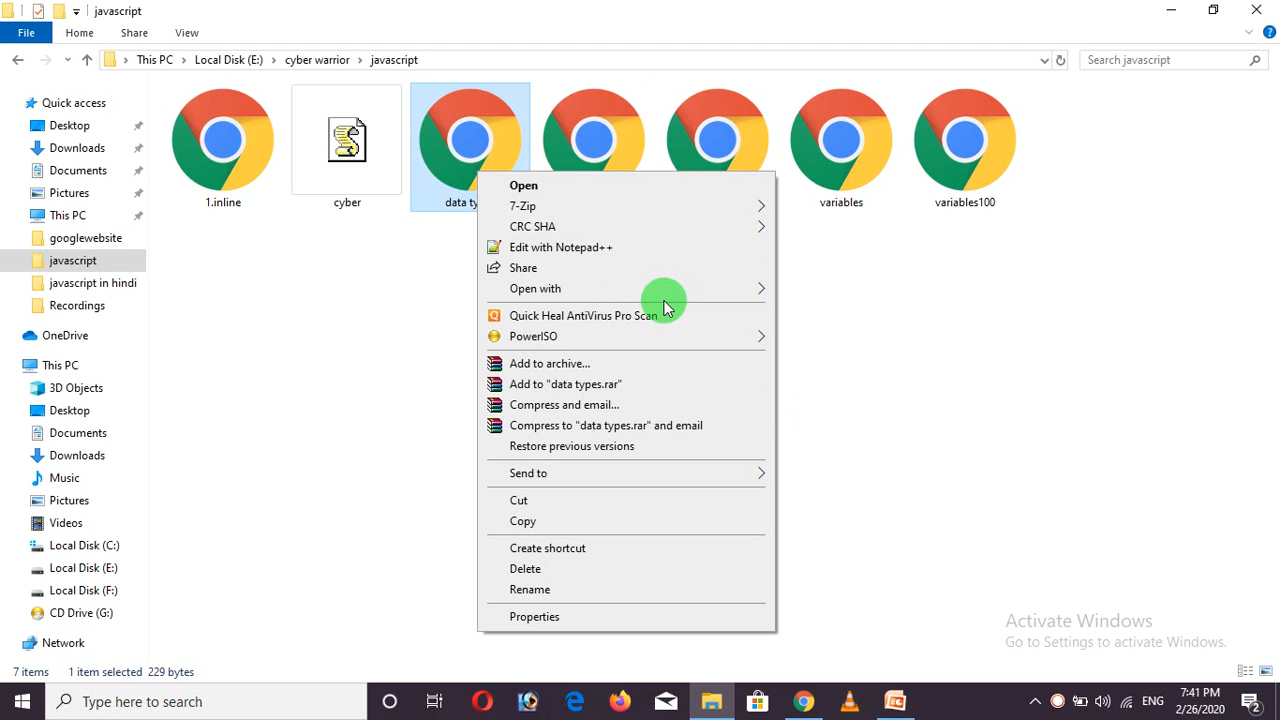 javascript
File Home Share View
This PC Local Disk (E:) cyber warrior javascript Search javascript
Quick access
Desktop
Downloads
Documents
Pictures
This PC
googlewebsite
javascript
javascript in hindi
Recordings
OneDrive
This PC
3D Objects
Desktop
Documents
Downloads
Music
Pictures
Videos
Local Disk (C:)
Local Disk (E:)
Local Disk (F:)
CD Drive (G:)
Network
1.inline cyber data ty variables variables100
Open
7-Zip
CRC SHA
Edit with Notepad++
Share
Open with
Quick Heal AntiVirus Pro Scan
PowerISO
Add to archive...
Add to "data types.rar"
Compress and email...
Compress to "data types.rar" and email
Restore previous versions
Send to
Cut
Copy
Create shortcut
Delete
Rename
Properties
Activate Windows
Go to Settings to activate Windows.
7 items 1 item selected 229 bytes
Type here to search
ENG
7:41 PM
2/26/2020
2